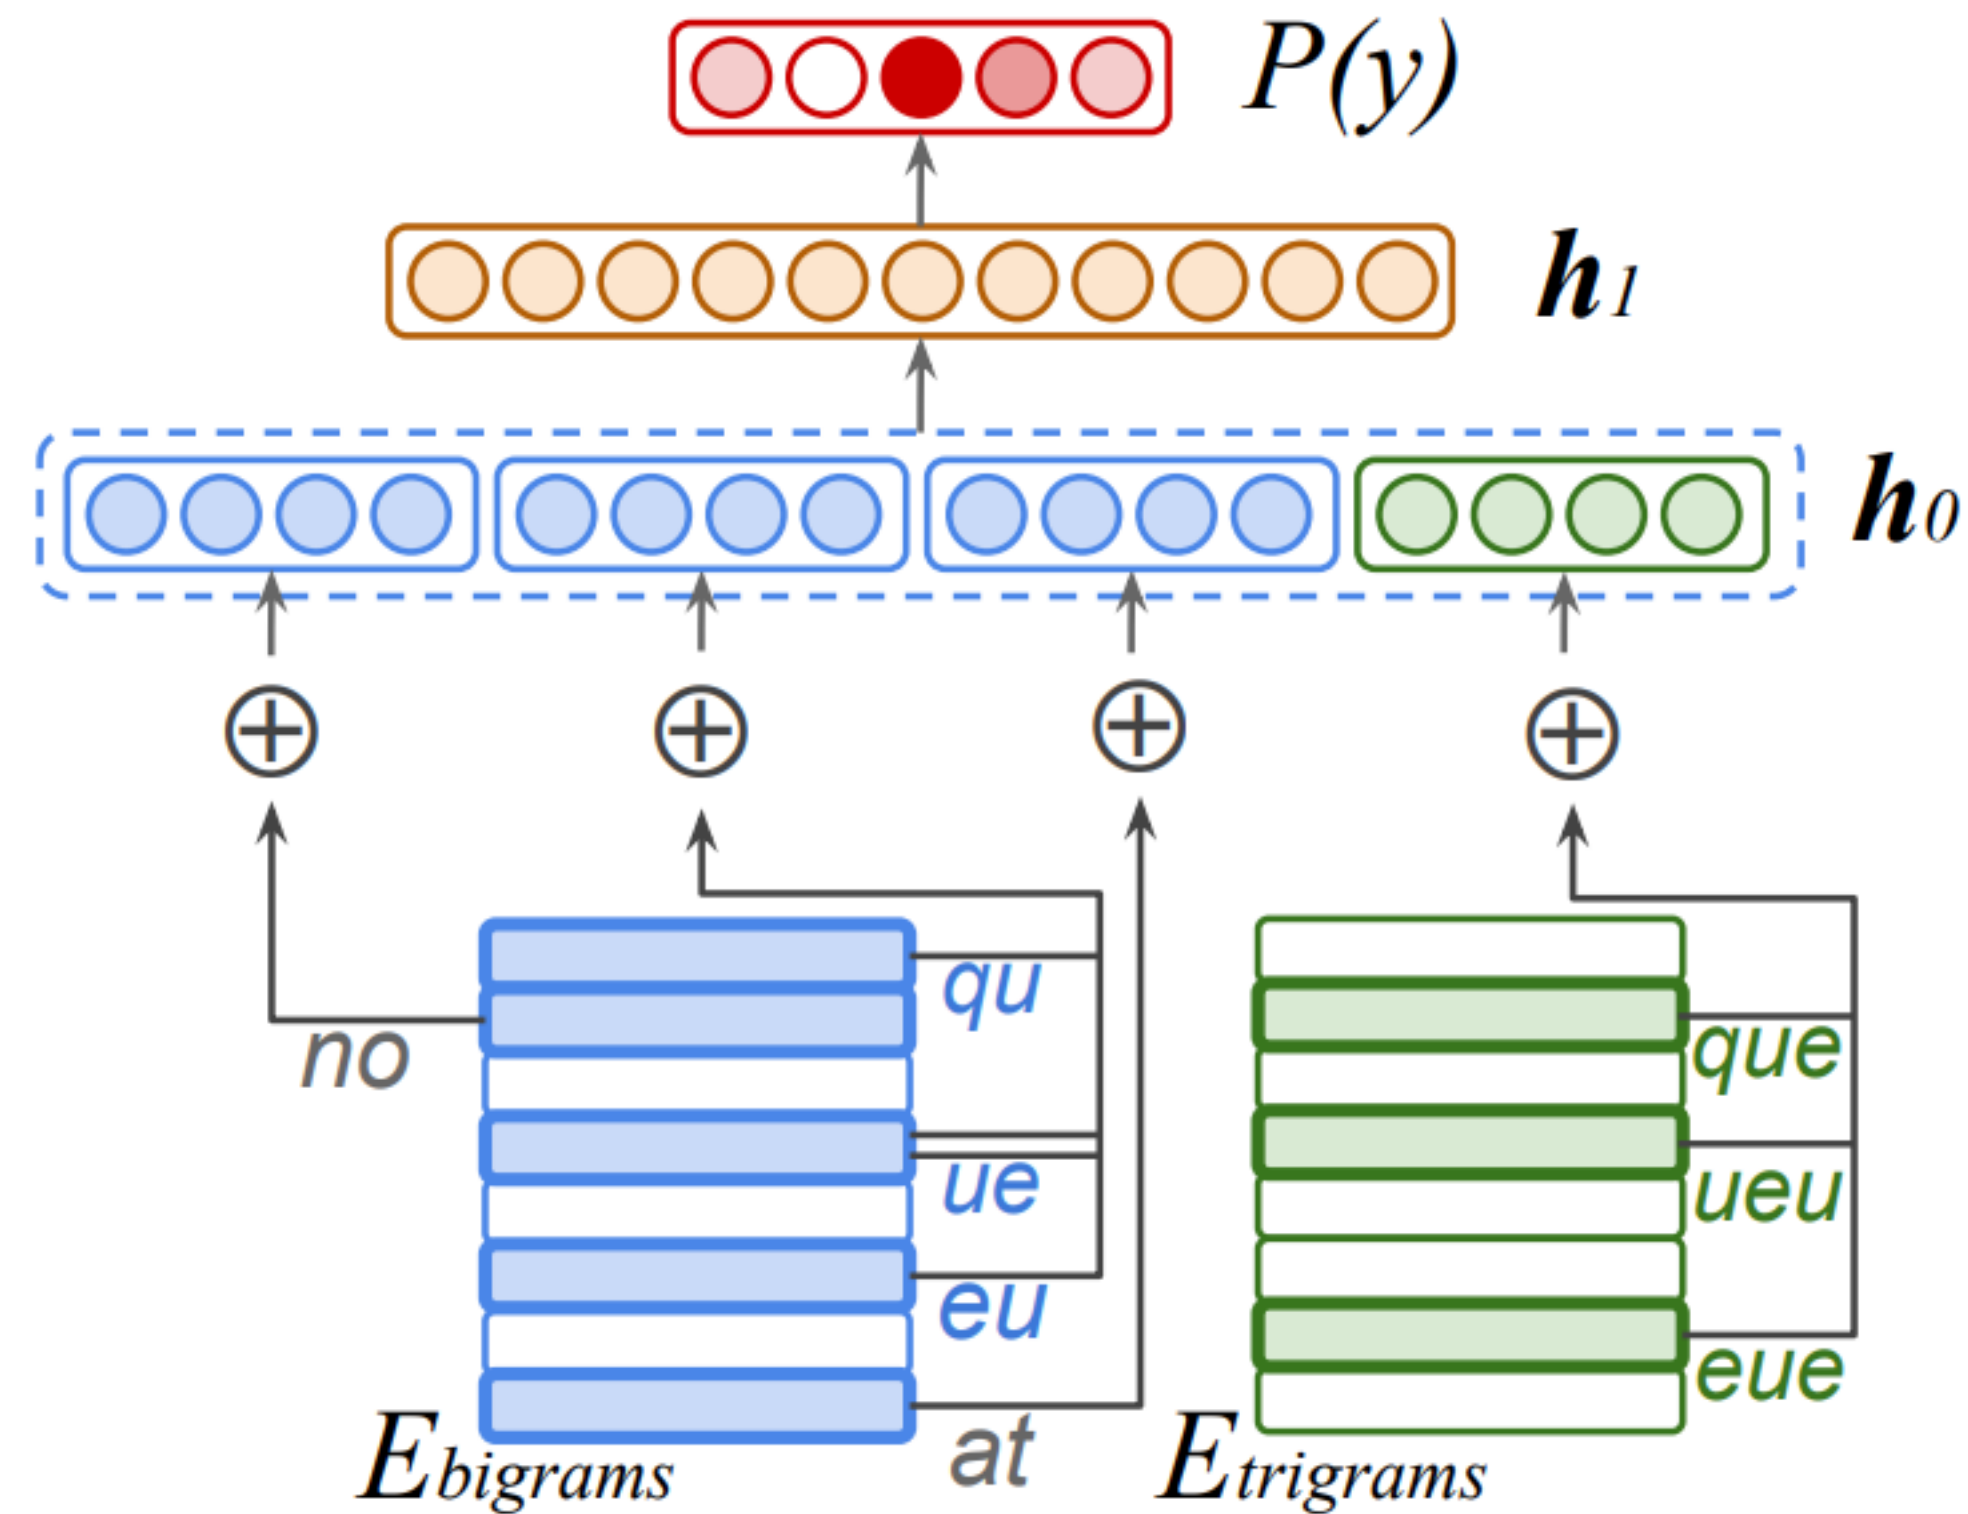 P(y)
h1
h0
no
qu
ue
eu
at
Ebigrams
que
ueu
eue
Etrigrams